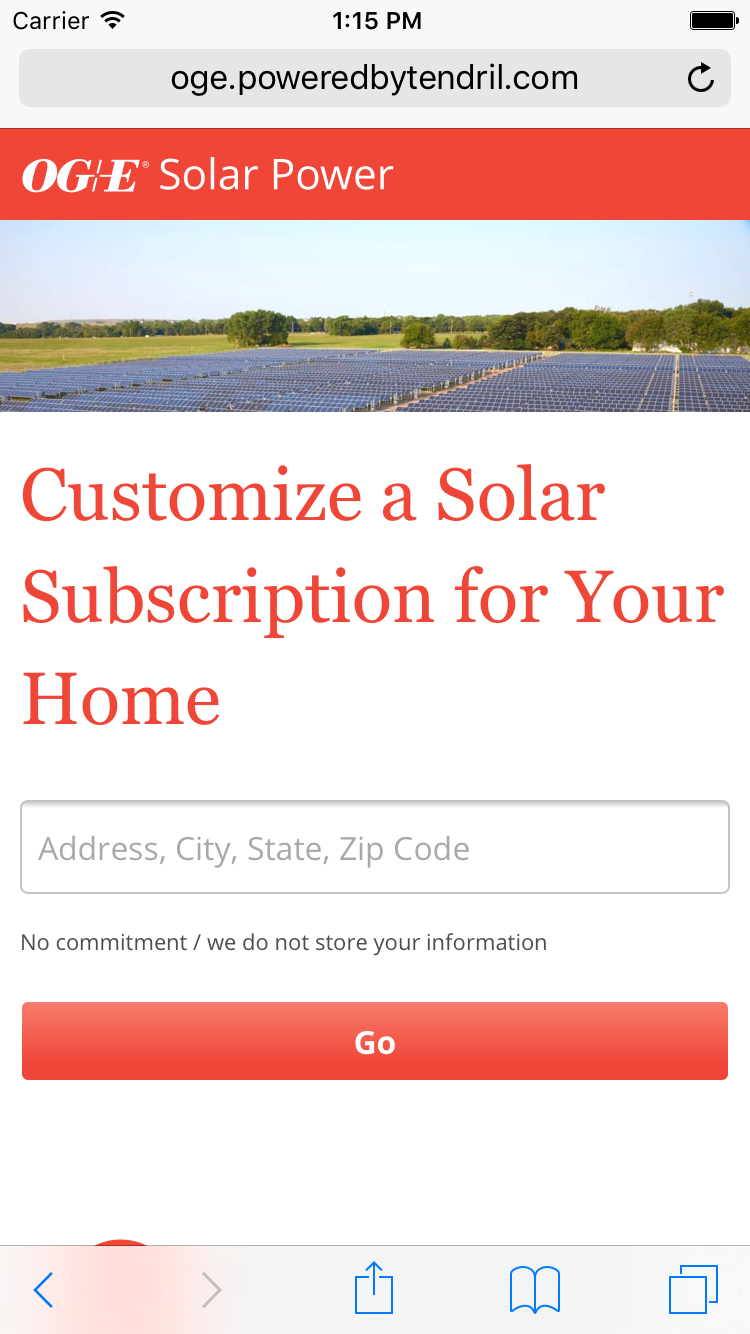 Carrier 1:15 PM
oge.poweredbytendril.com
OG+E® Solar Power
Customize a Solar
Subscription for Your
Home
Address, City, State, Zip Code
No commitment / we do not store your information
Go